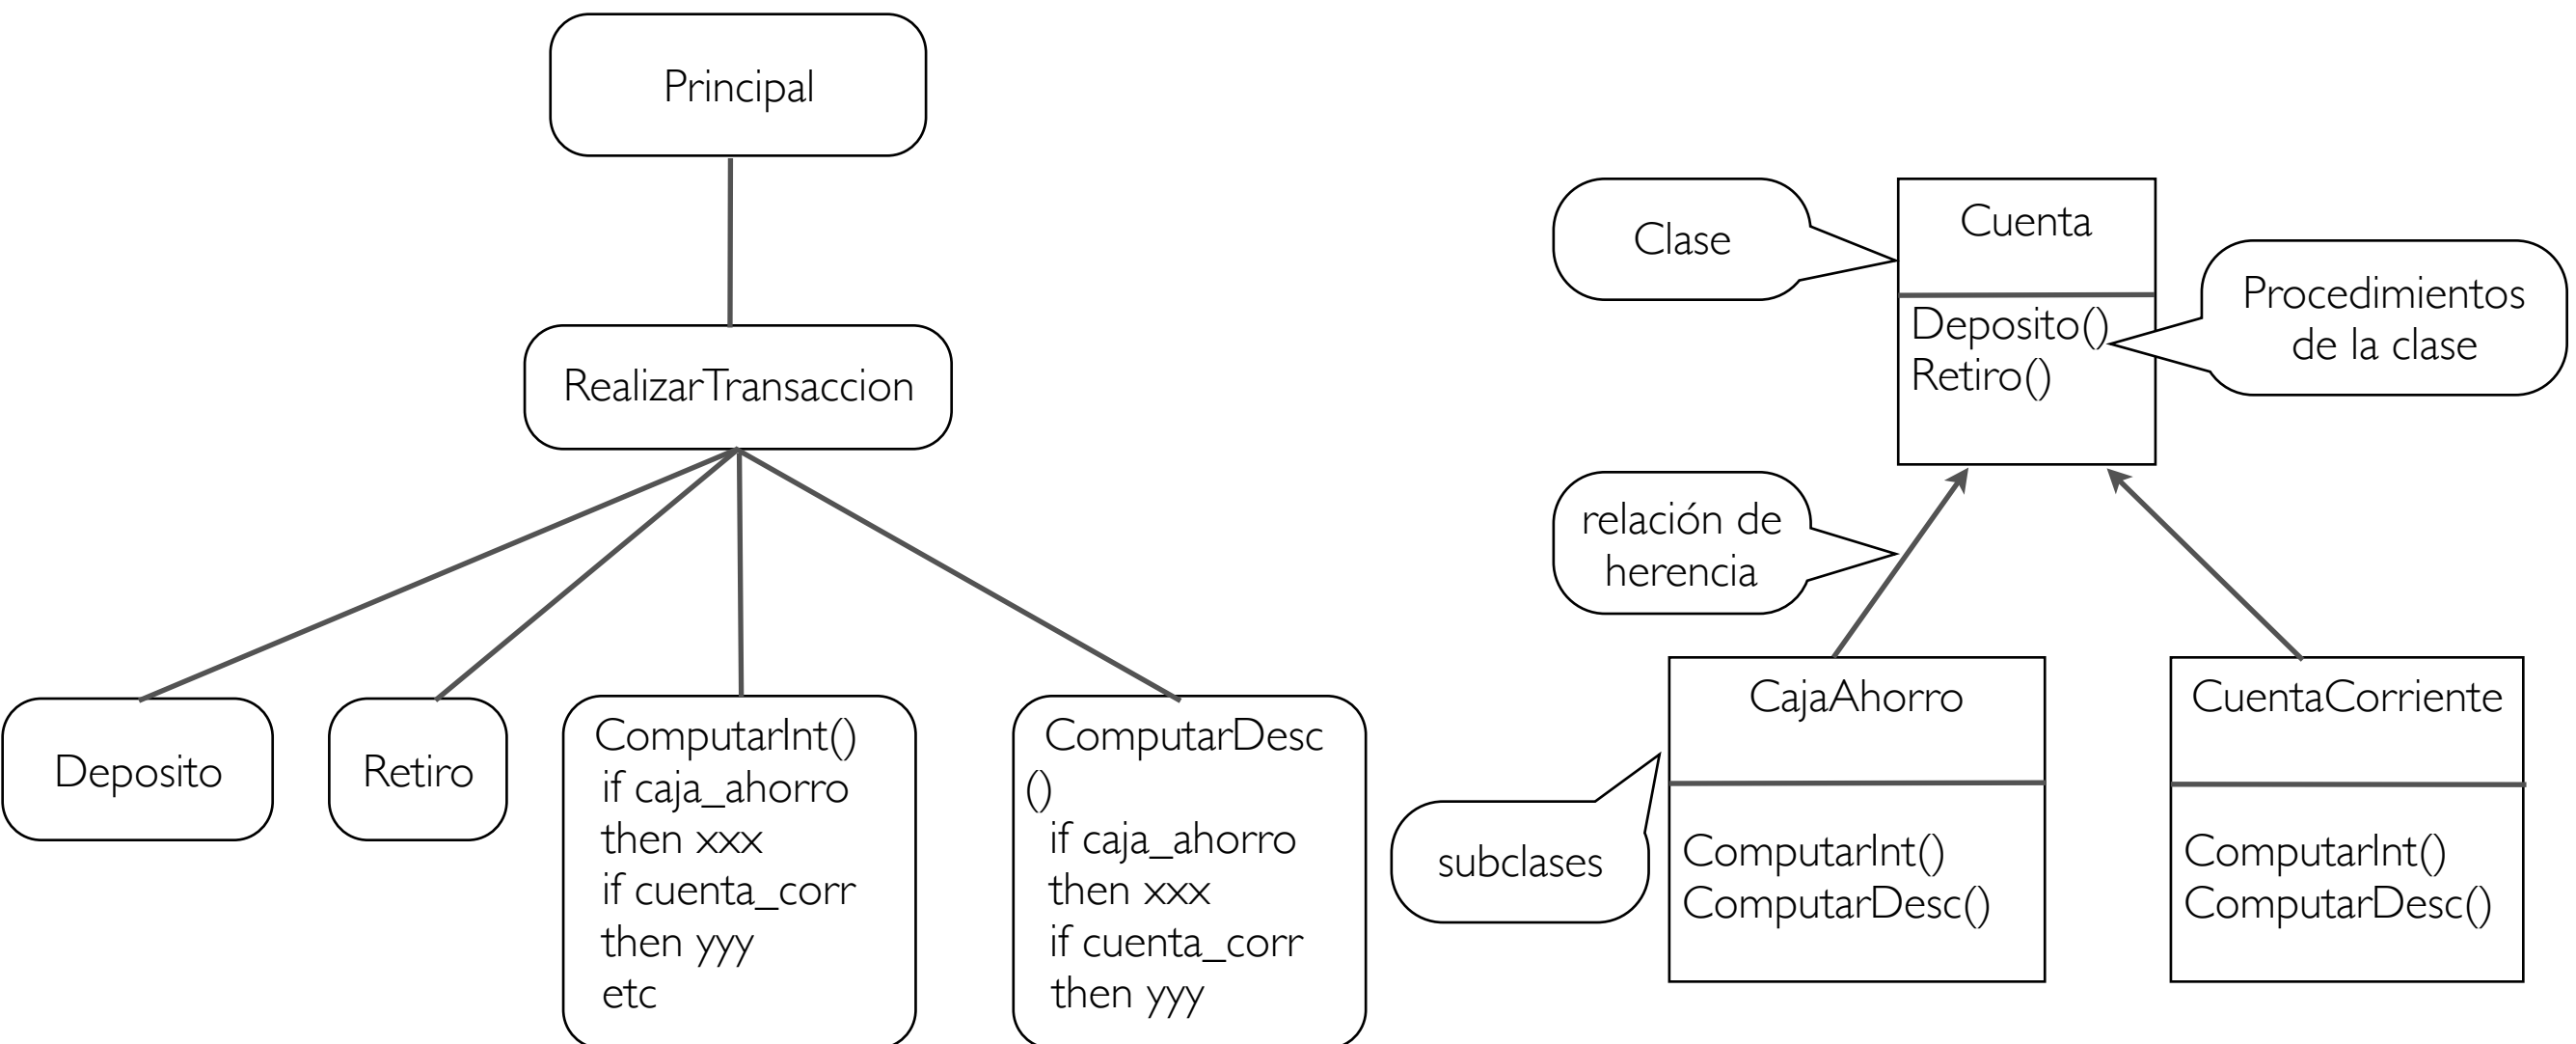 Principal
RealizarTransaccion
Deposito
Retiro
ComputarInt()
if caja_ahorro
then xxx
if cuenta_corr
then yyy
etc
ComputarDesc
()
if caja_ahorro
then xxx
if cuenta_corr
then yyy
Clase
Cuenta
Deposito()
Retiro()
Procedimientos
de la clase
relación de
herencia
subclases
CajaAhorro
ComputarInt()
ComputarDesc()
CuentaCorriente
ComputarInt()
ComputarDesc()